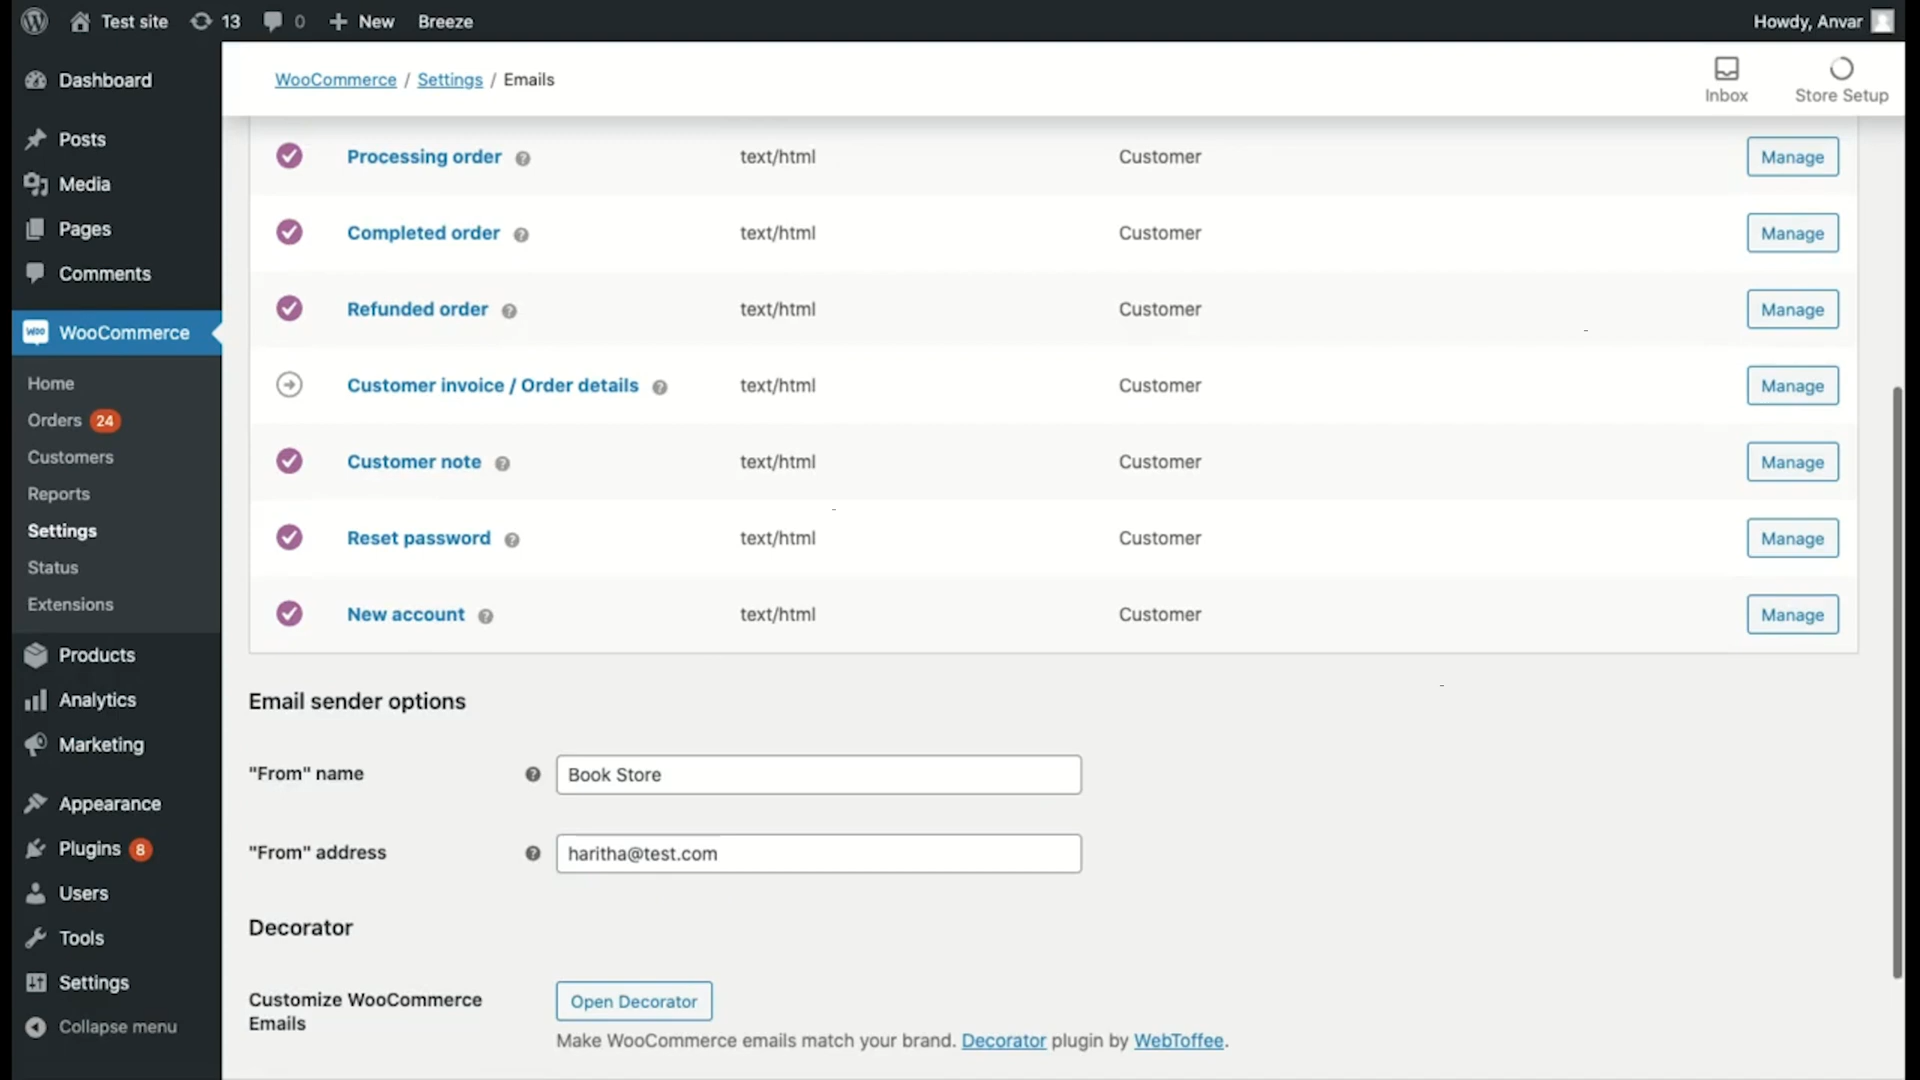 Test site 13 0 New Breeze Howdy, Anvar
Dashboard
Posts
Media
Pages
Comments
WooCommerce
Home
Orders 24
Customers
Reports
Settings
Status
Extensions
Products
Analytics
Marketing
Appearance
Plugins 8
Users
Tools
Settings
Collapse menu
WooCommerce / Settings / Emails
Inbox
Store Setup
Processing order text/html Customer Manage
Completed order text/html Customer Manage
Refunded order text/html Customer Manage
Customer invoice / Order details text/html Customer Manage
Customer note text/html Customer Manage
Reset password text/html Customer Manage
New account text/html Customer Manage
Email sender options
"From" name Book Store
"From" address haritha@test.com
Decorator
Customize WooCommerce
Emails
Open Decorator
Make WooCommerce emails match your brand. Decorator plugin by WebToffee.